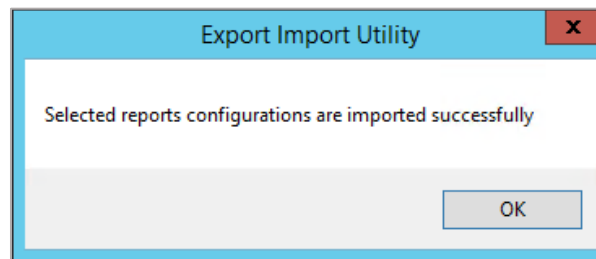 Export Import Utility
x
Selected reports configurations are imported successfully
OK